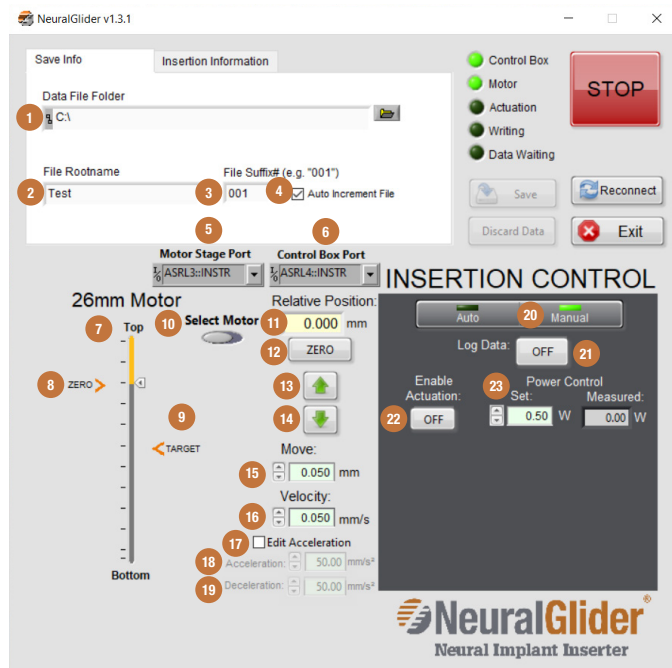 NeuralGlider v1.3.1
Save Info
Insertion Information
Data File Folder
1 C:\
File Rootname
File Suffix# (e.g. "001")
2 Test
3 001
4 Auto Increment File
Control Box
Motor
Actuation
Writing
Data Waiting
STOP
Save
Reconnect
Discard Data
Exit
5
6
Motor Stage Port
Control Box Port
ASRL3::INSTR
ASRL4::INSTR
INSERTION CONTROL
26mm Motor
7 Top
8 ZERO
9
TARGET
Bottom
10 Select Motor
Relative Position:
11 0.000 mm
12 ZERO
13
14
Move:
15 0.050 mm
Velocity:
16 0.050 mm/s
17 Edit Acceleration
18 Acceleration: 50.00 mm/s²
19 Deceleration: 50.00 mm/s²
Auto
20 Manual
Log Data: OFF 21
Enable
Actuation:
22 OFF
23 Power Control
Set:
Measured:
0.50 W
0.00 W
NeuralGlider®
Neural Implant Inserter